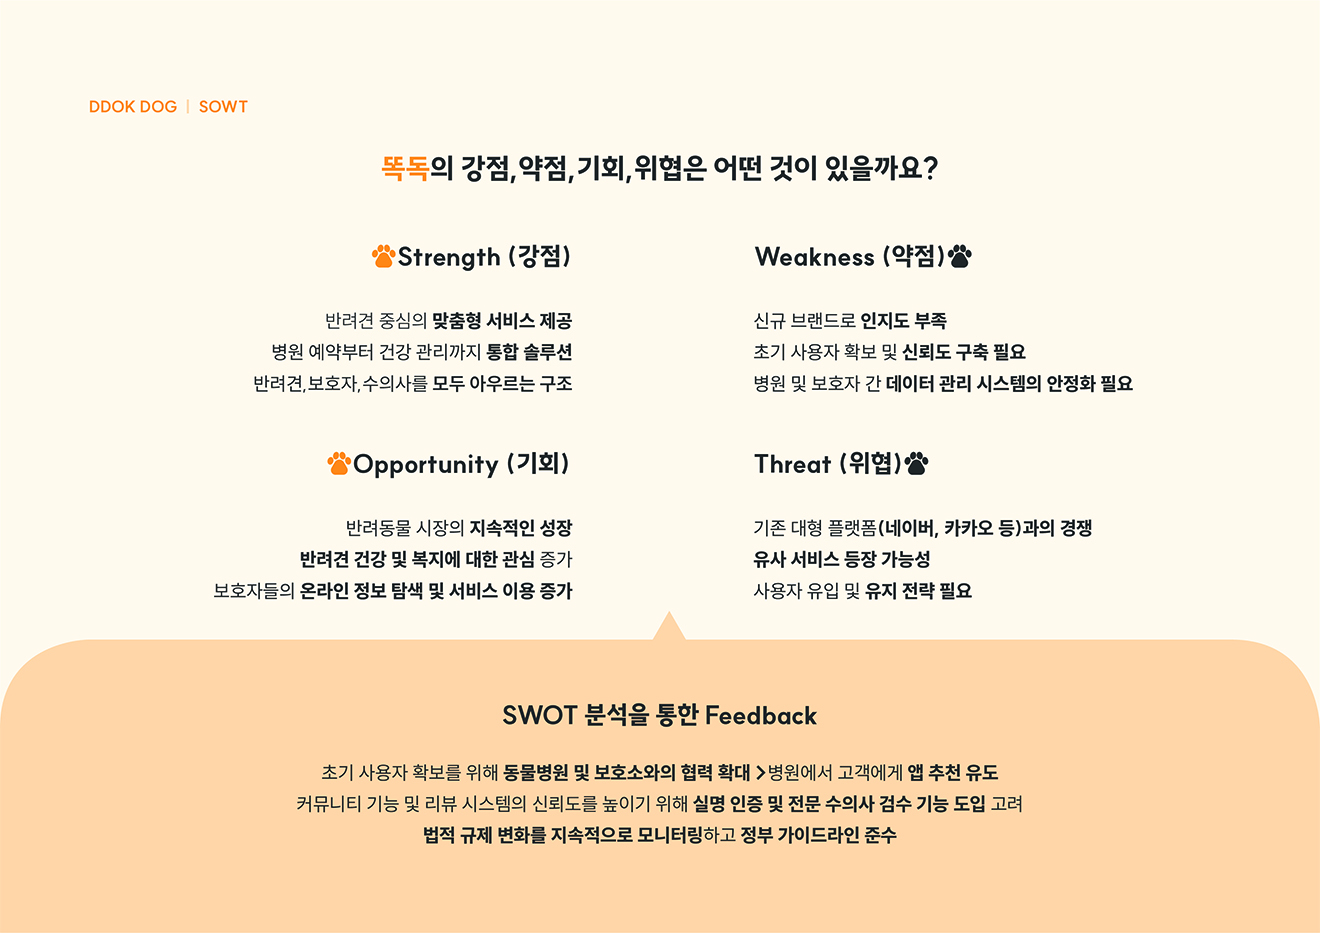 DDOK DOG | SOWT
똑독의 강점,약점,기회,위협은 어떤 것이 있을까요?
Strength (강점)
반려견 중심의 맞춤형 서비스 제공
병원 예약부터 건강 관리까지 통합 솔루션
반려견,보호자,수의사를 모두 아우르는 구조
Weakness (약점)
신규 브랜드로 인지도 부족
초기 사용자 확보 및 신뢰도 구축 필요
병원 및 보호자 간 데이터 관리 시스템의 안정화 필요
Opportunity (기회)
반려동물 시장의 지속적인 성장
반려견 건강 및 복지에 대한 관심 증가
보호자들의 온라인 정보 탐색 및 서비스 이용 증가
Threat (위협)
기존 대형 플랫폼(네이버, 카카오 등)과의 경쟁
유사 서비스 등장 가능성
사용자 유입 및 유지 전략 필요
SWOT 분석을 통한 Feedback
초기 사용자 확보를 위해 동물병원 및 보호소와의 협력 확대 >병원에서 고객에게 앱 추천 유도
커뮤니티 기능 및 리뷰 시스템의 신뢰도를 높이기 위해 실명 인증 및 전문 수의사 검수 기능 도입 고려
법적 규제 변화를 지속적으로 모니터링하고 정부 가이드라인 준수